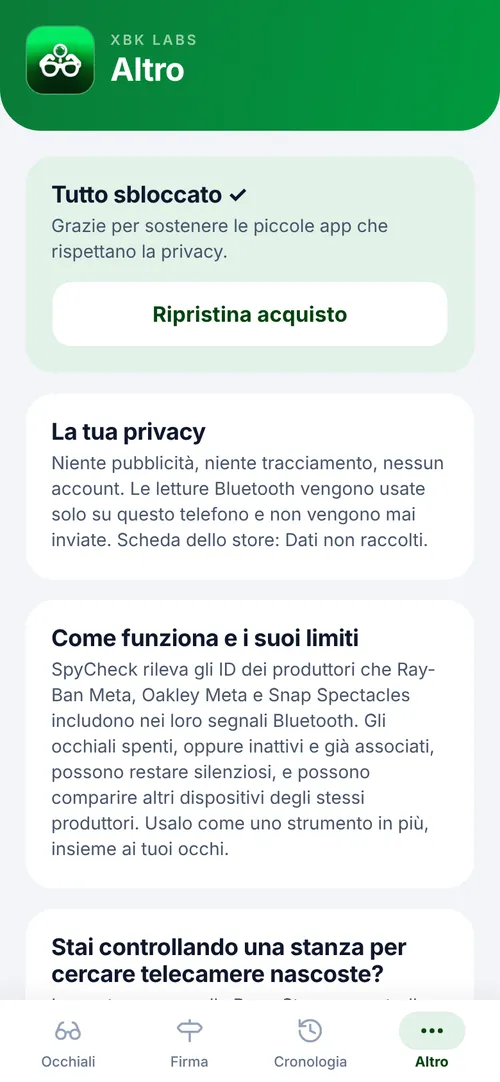 XBK LABS
Altro
Tutto sbloccato ✓
Grazie per sostenere le piccole app che
rispettano la privacy.
Ripristina acquisto
La tua privacy
Niente pubblicità, niente tracciamento, nessun
account. Le letture Bluetooth vengono usate
solo su questo telefono e non vengono mai
inviate. Scheda dello store: Dati non raccolti.
Come funziona e i suoi limiti
SpyCheck rileva gli ID dei produttori che Ray-
Ban Meta, Oakley Meta e Snap Spectacles
includono nei loro segnali Bluetooth. Gli
occhiali spenti, oppure inattivi e già associati,
possono restare silenziosi, e possono
comparire altri dispositivi degli stessi
produttori. Usalo come uno strumento in più,
insieme ai tuoi occhi.
Stai controllando una stanza per
cercare telecamere nascoste?
Occhiali
Firma
Cronologia
Altro